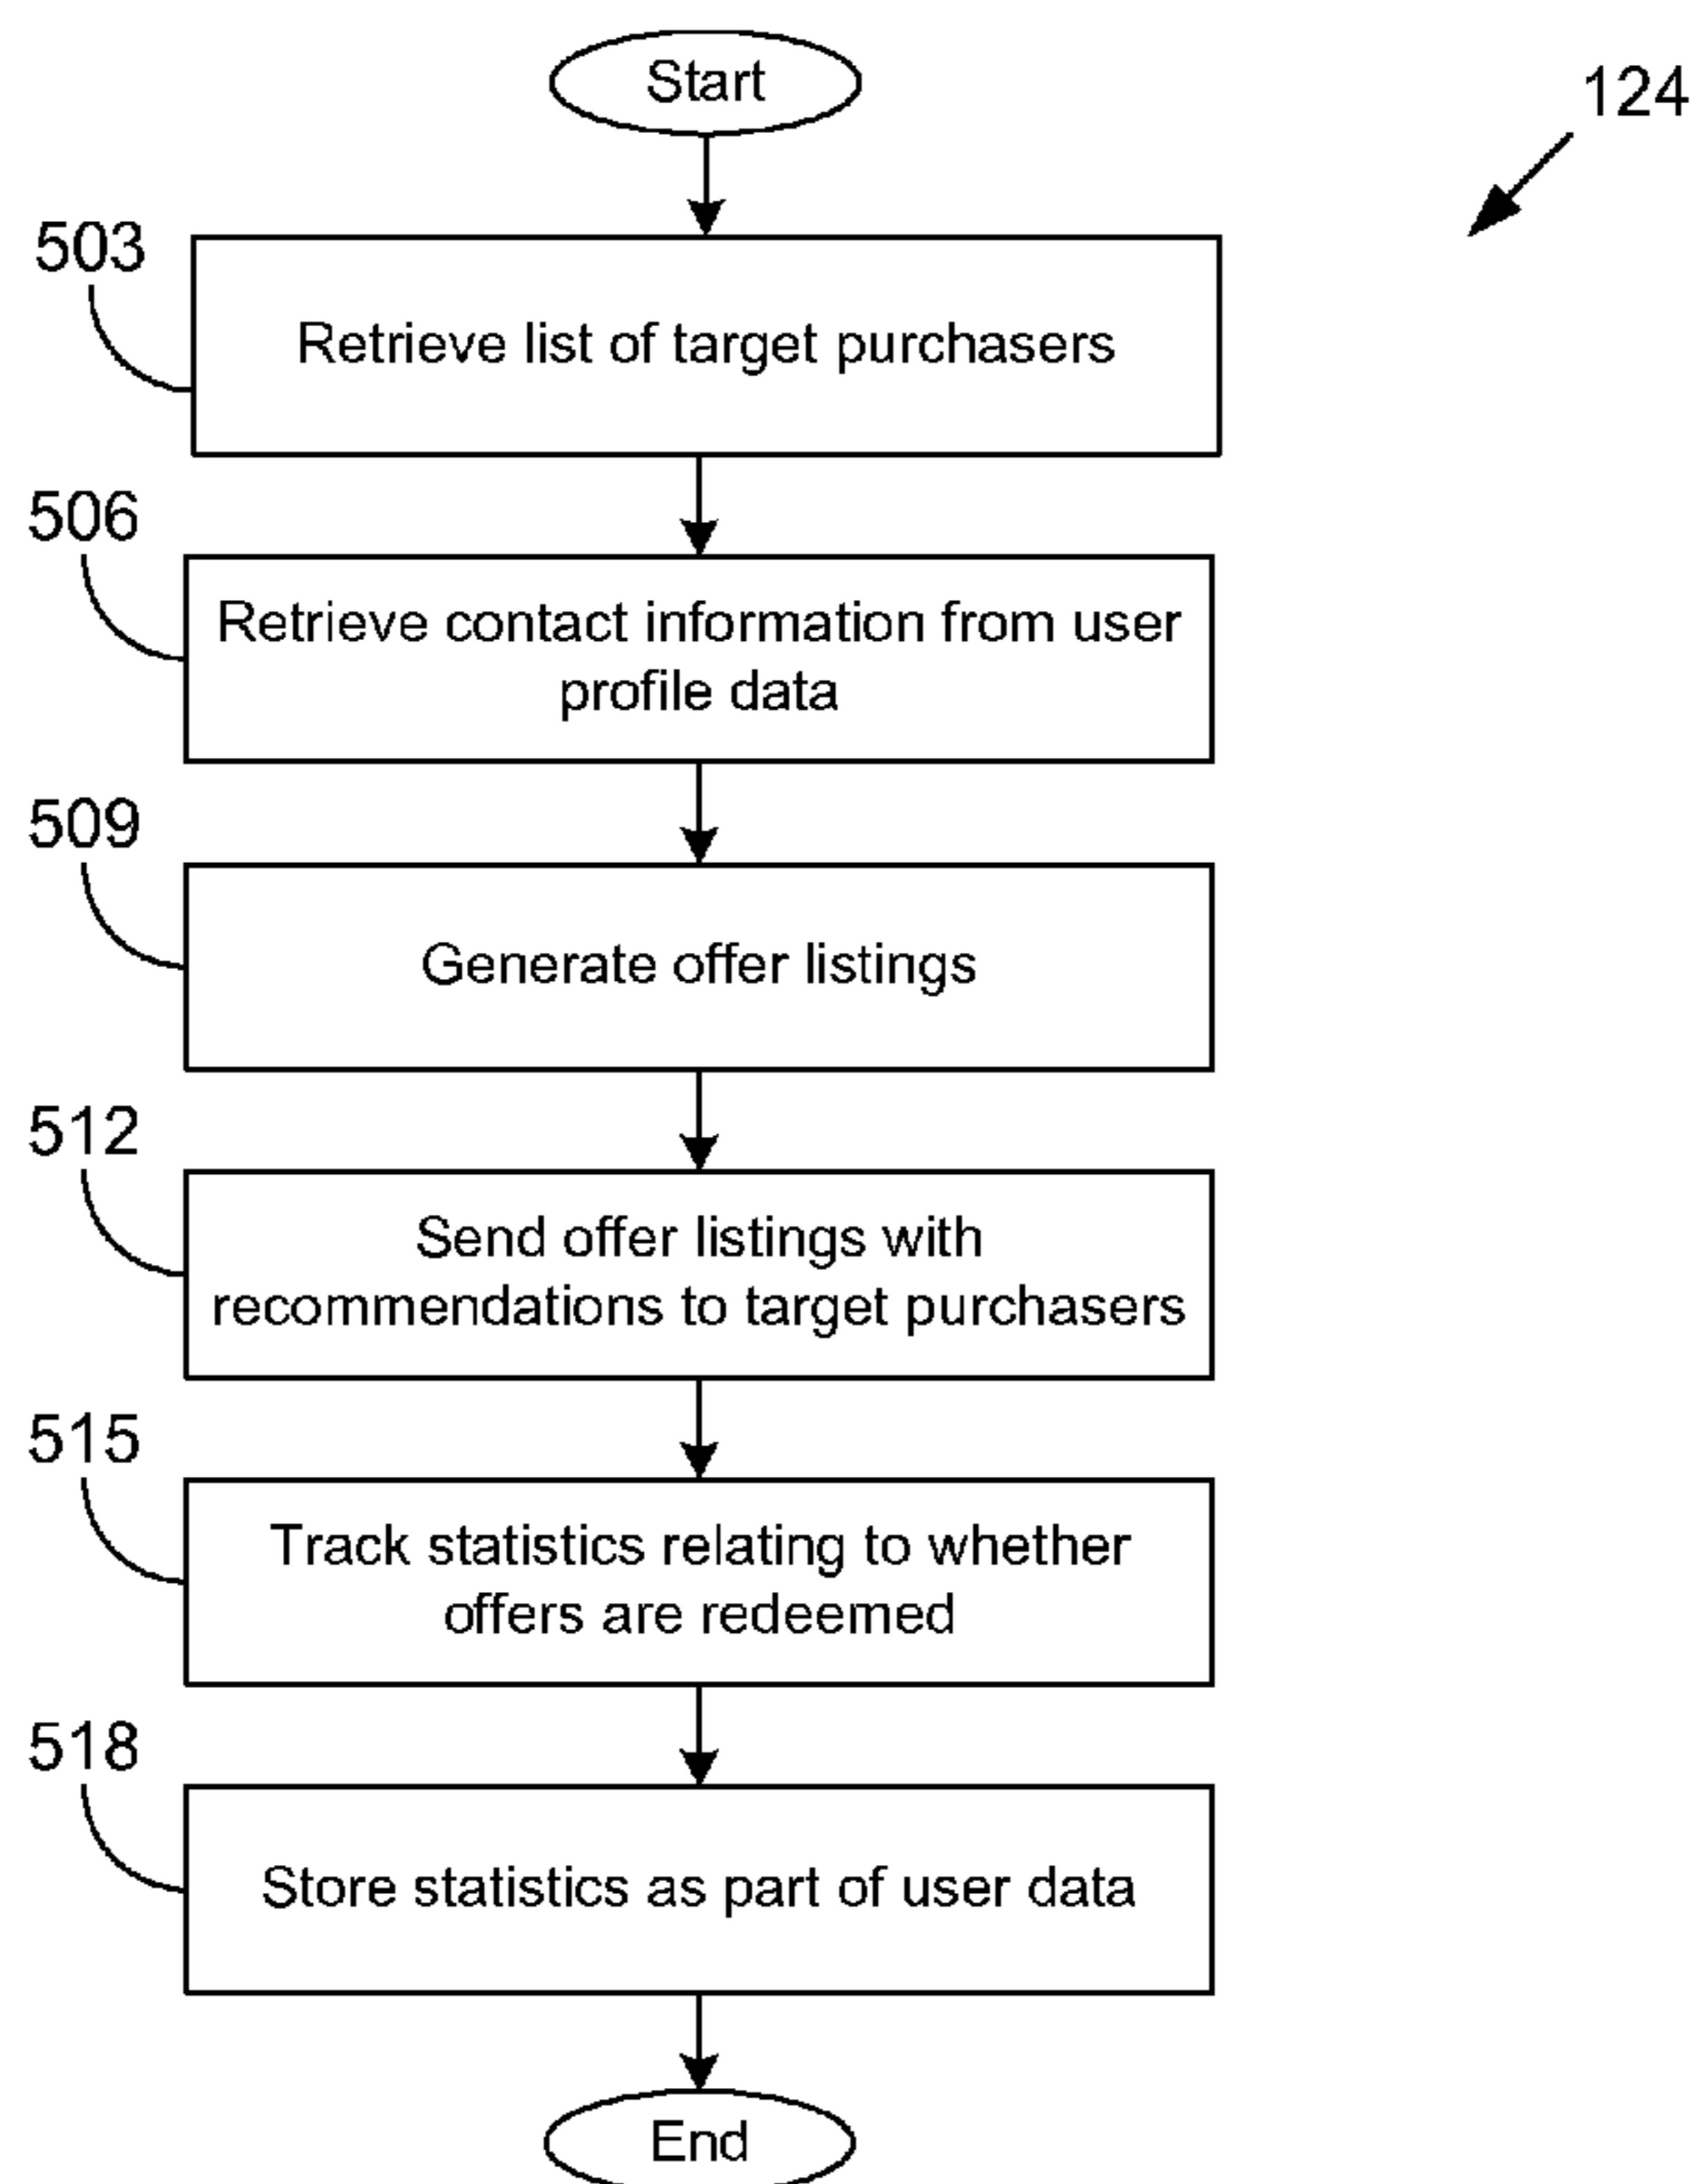 Start
124
503
Retrieve list of target purchasers
506
Retrieve contact information from user
profile data
509
Generate offer listings
512
Send offer listings with
recommendations to target purchasers
515
Track statistics relating to whether
offers are redeemed
518
Store statistics as part of user data
End